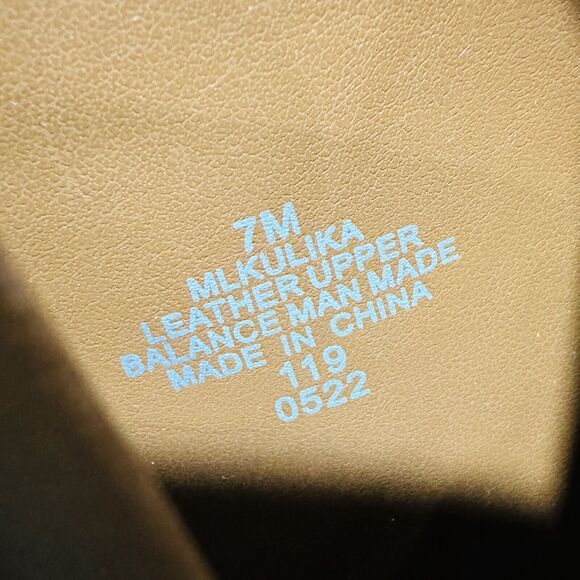 7M
MLKULIKA
LEATHER UPPER
BALANCE MAN MADE
MADE IN CHINA
119
0522